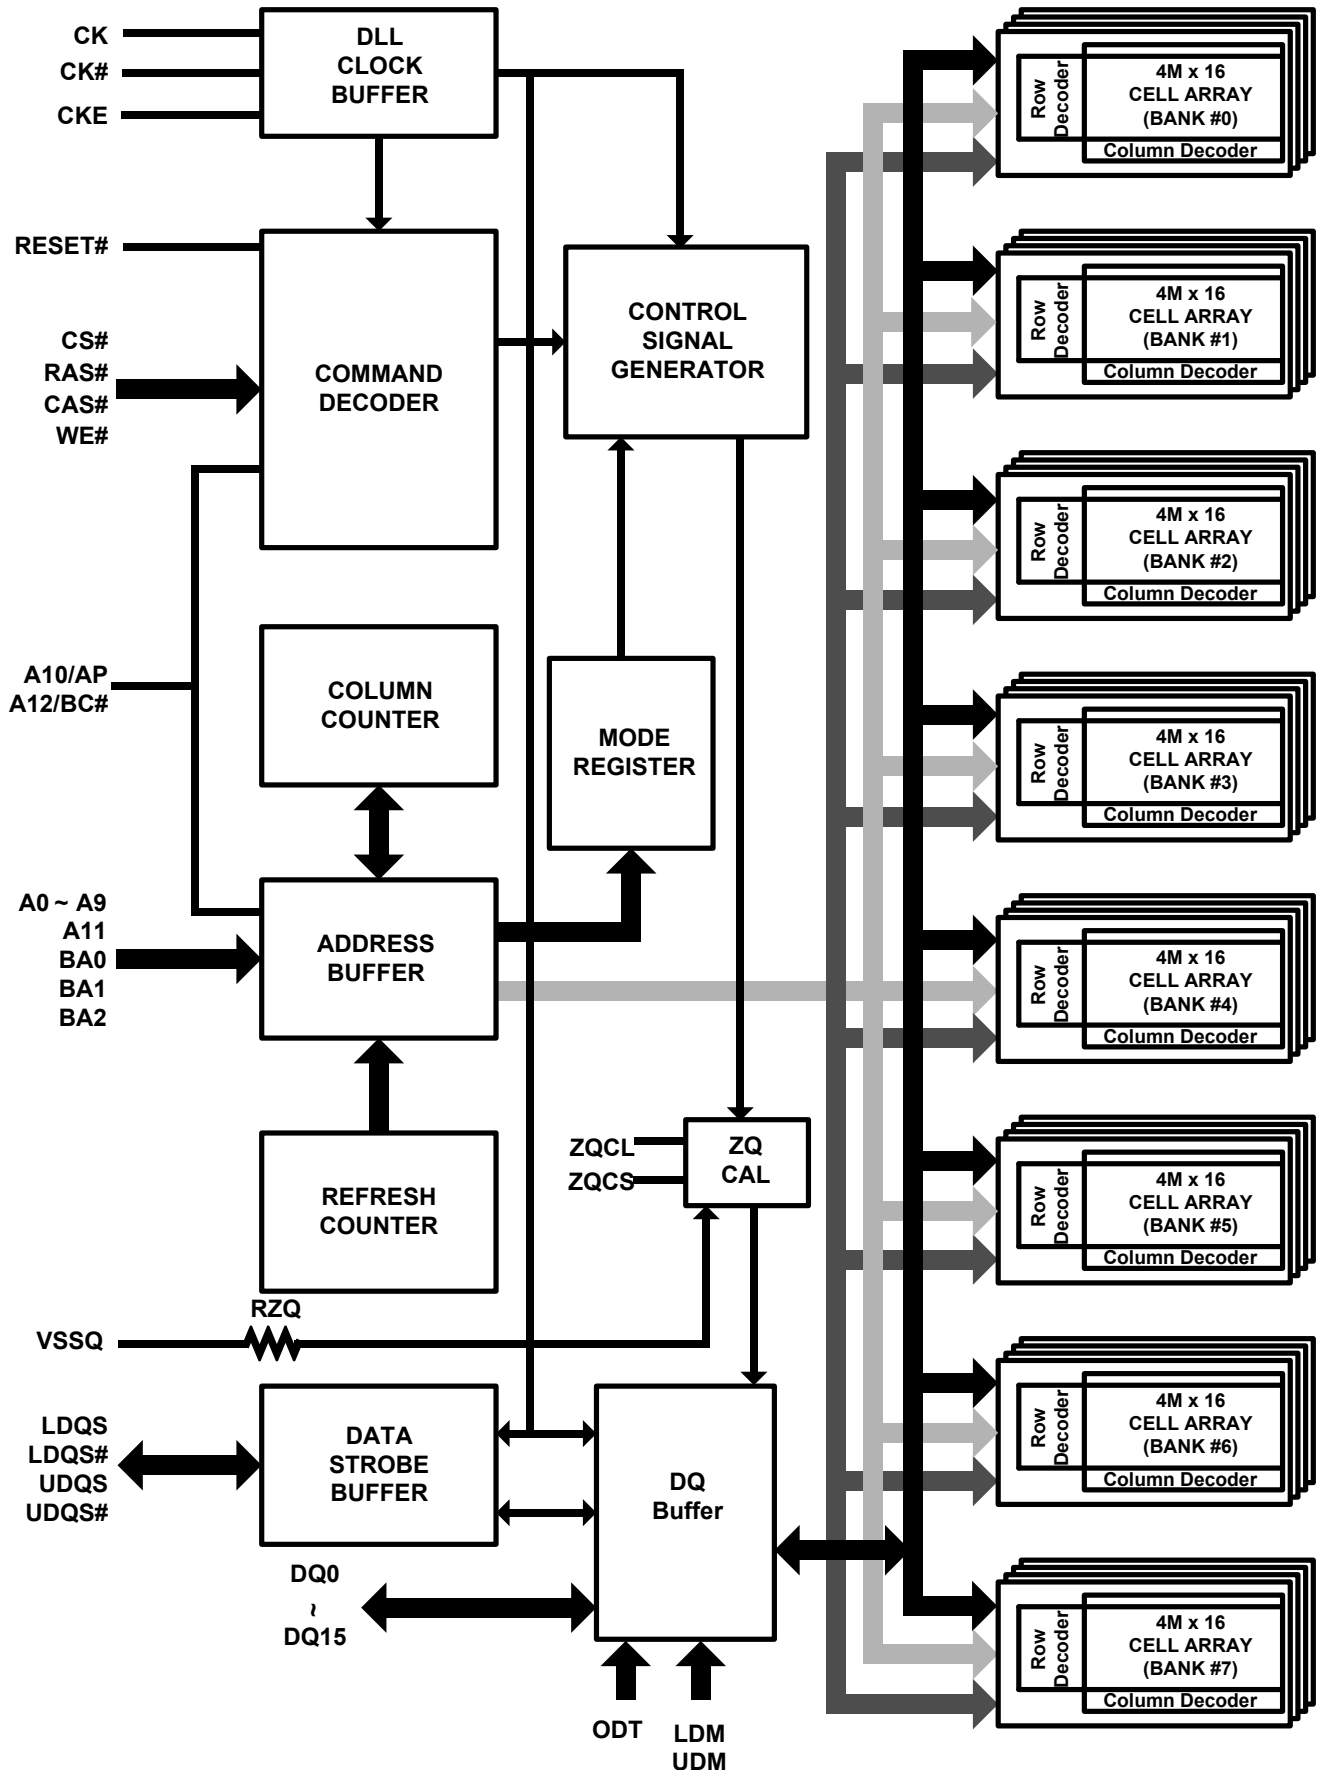 CK
CK#
CKE
DLL
CLOCK
BUFFER
RESET#
CS#
RAS#
CAS#
WE#
COMMAND
DECODER
CONTROL
SIGNAL
GENERATOR
A10/AP
A12/BC#
COLUMN
COUNTER
MODE
REGISTER
A0 ~ A9
A11
BA0
BA1
BA2
ADDRESS
BUFFER
REFRESH
COUNTER
ZQCL
ZQCS
ZQ
CAL
RZQ
VSSQ
LDQS
LDQS#
UDQS
UDQS#
DATA
STROBE
BUFFER
DQ
Buffer
DQ0
~
DQ15
ODT
LDM
UDM
Row
Decoder
4M x 16
CELL ARRAY
(BANK #0)
Column Decoder
Row
Decoder
4M x 16
CELL ARRAY
(BANK #1)
Column Decoder
Row
Decoder
4M x 16
CELL ARRAY
(BANK #2)
Column Decoder
Row
Decoder
4M x 16
CELL ARRAY
(BANK #3)
Column Decoder
Row
Decoder
4M x 16
CELL ARRAY
(BANK #4)
Column Decoder
Row
Decoder
4M x 16
CELL ARRAY
(BANK #5)
Column Decoder
Row
Decoder
4M x 16
CELL ARRAY
(BANK #6)
Column Decoder
Row
Decoder
4M x 16
CELL ARRAY
(BANK #7)
Column Decoder